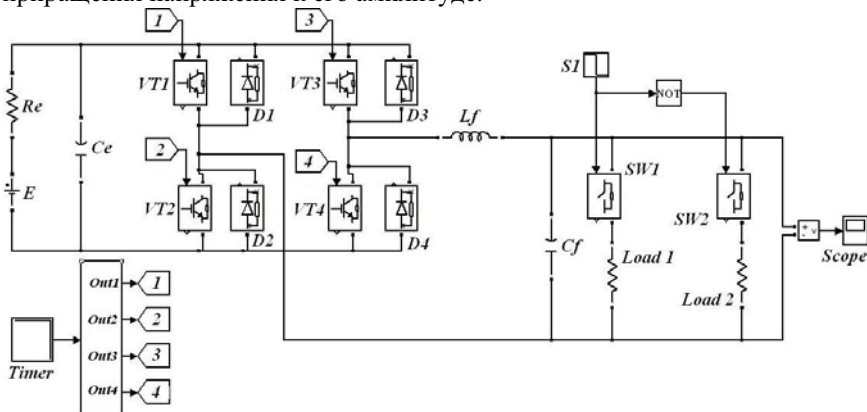 приращения напряжения к его амплитуде.
1
3
S1
VT1
D1
VT3
D3
NOT
Re
Lf
Ce
2
4
SW1
E
VT2
D2
VT4
D4
SW2
+
-
v
Scope
Cf
Load 1
Load 2
Out1
1
Out2
2
Out3
3
Out4
4
Timer